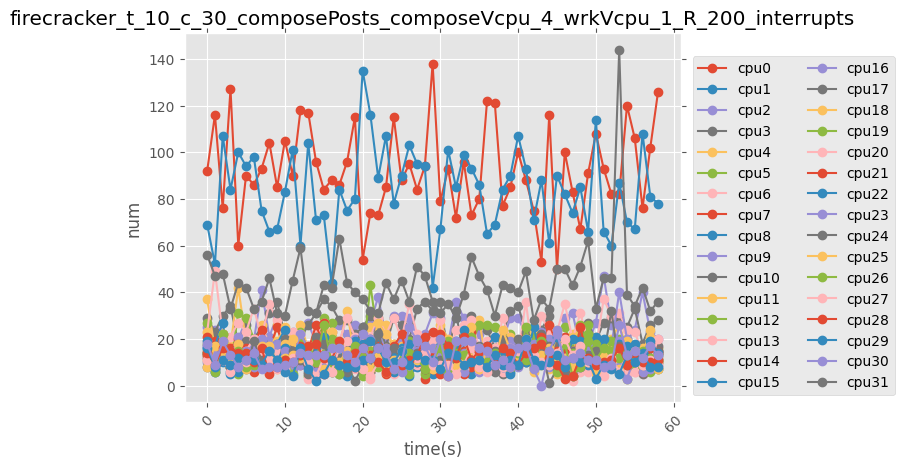 firecracker_t_10_c_30_composePosts_composeVcpu_4_wrkVcpu_1_R_200_interrupts
140
120
100
80
60
40
20
0
num
0
10
20
30
40
50
60
time(s)
cpu0
cpu1
cpu2
cpu3
cpu4
cpu5
cpu6
cpu7
cpu8
cpu9
cpu10
cpu11
cpu12
cpu13
cpu14
cpu15
cpu16
cpu17
cpu18
cpu19
cpu20
cpu21
cpu22
cpu23
cpu24
cpu25
cpu26
cpu27
cpu28
cpu29
cpu30
cpu31